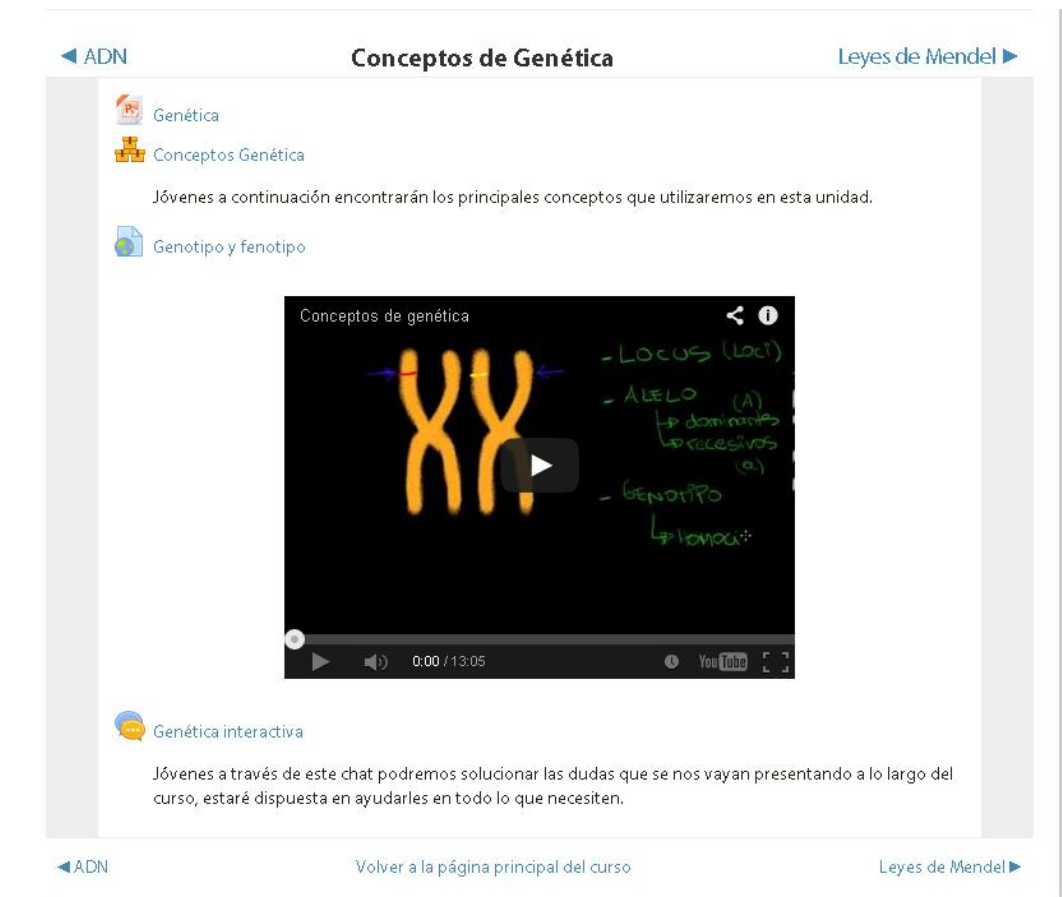 ◄ ADN
Conceptos de Genética
Leyes de Mendel ►
Genética
Conceptos Genética
Jóvenes a continuación encontrarán los principales conceptos que utilizaremos en esta unidad.
Genotipo y fenotipo
Conceptos de genética
- LOCUS (Loci)
- ALELO (A)
dominantes
recesivos
(a)
- GENOTIPO
0:00 / 13:05
YouTube
Genética interactiva
Jóvenes a través de este chat podremos solucionar las dudas que se nos vayan presentando a lo largo del
curso, estaré dispuesta en ayudarles en todo lo que necesiten.
◄ ADN
Volver a la página principal del curso
Leyes de Mendel ►